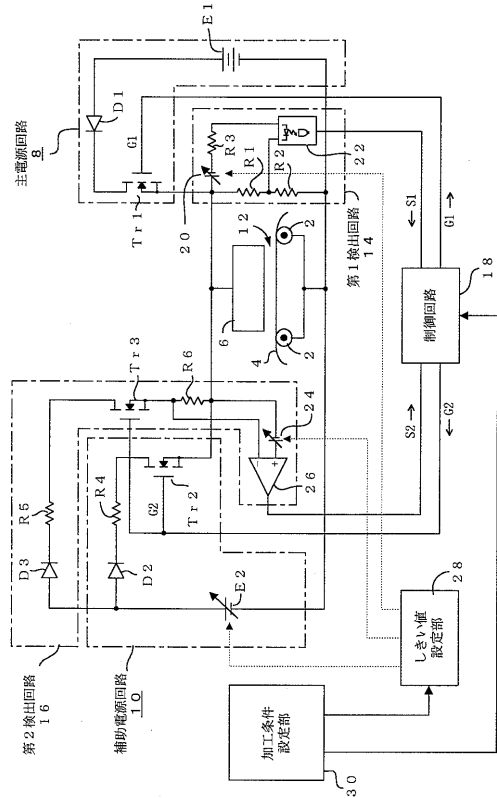 主電源回路
8
D1
E1
G1
Tr1
R3
20
R1
R2
22
第1検出回路
14
12
6
4
2
2
← S1
G1 →
制御回路
18
S2 →
← G2
第2検出回路
16
D3
R5
Tr3
R6
24
−
+
26
補助電源回路
10
D2
R4
G2
Tr2
E2
しきい値
設定部
28
加工条件
設定部
30